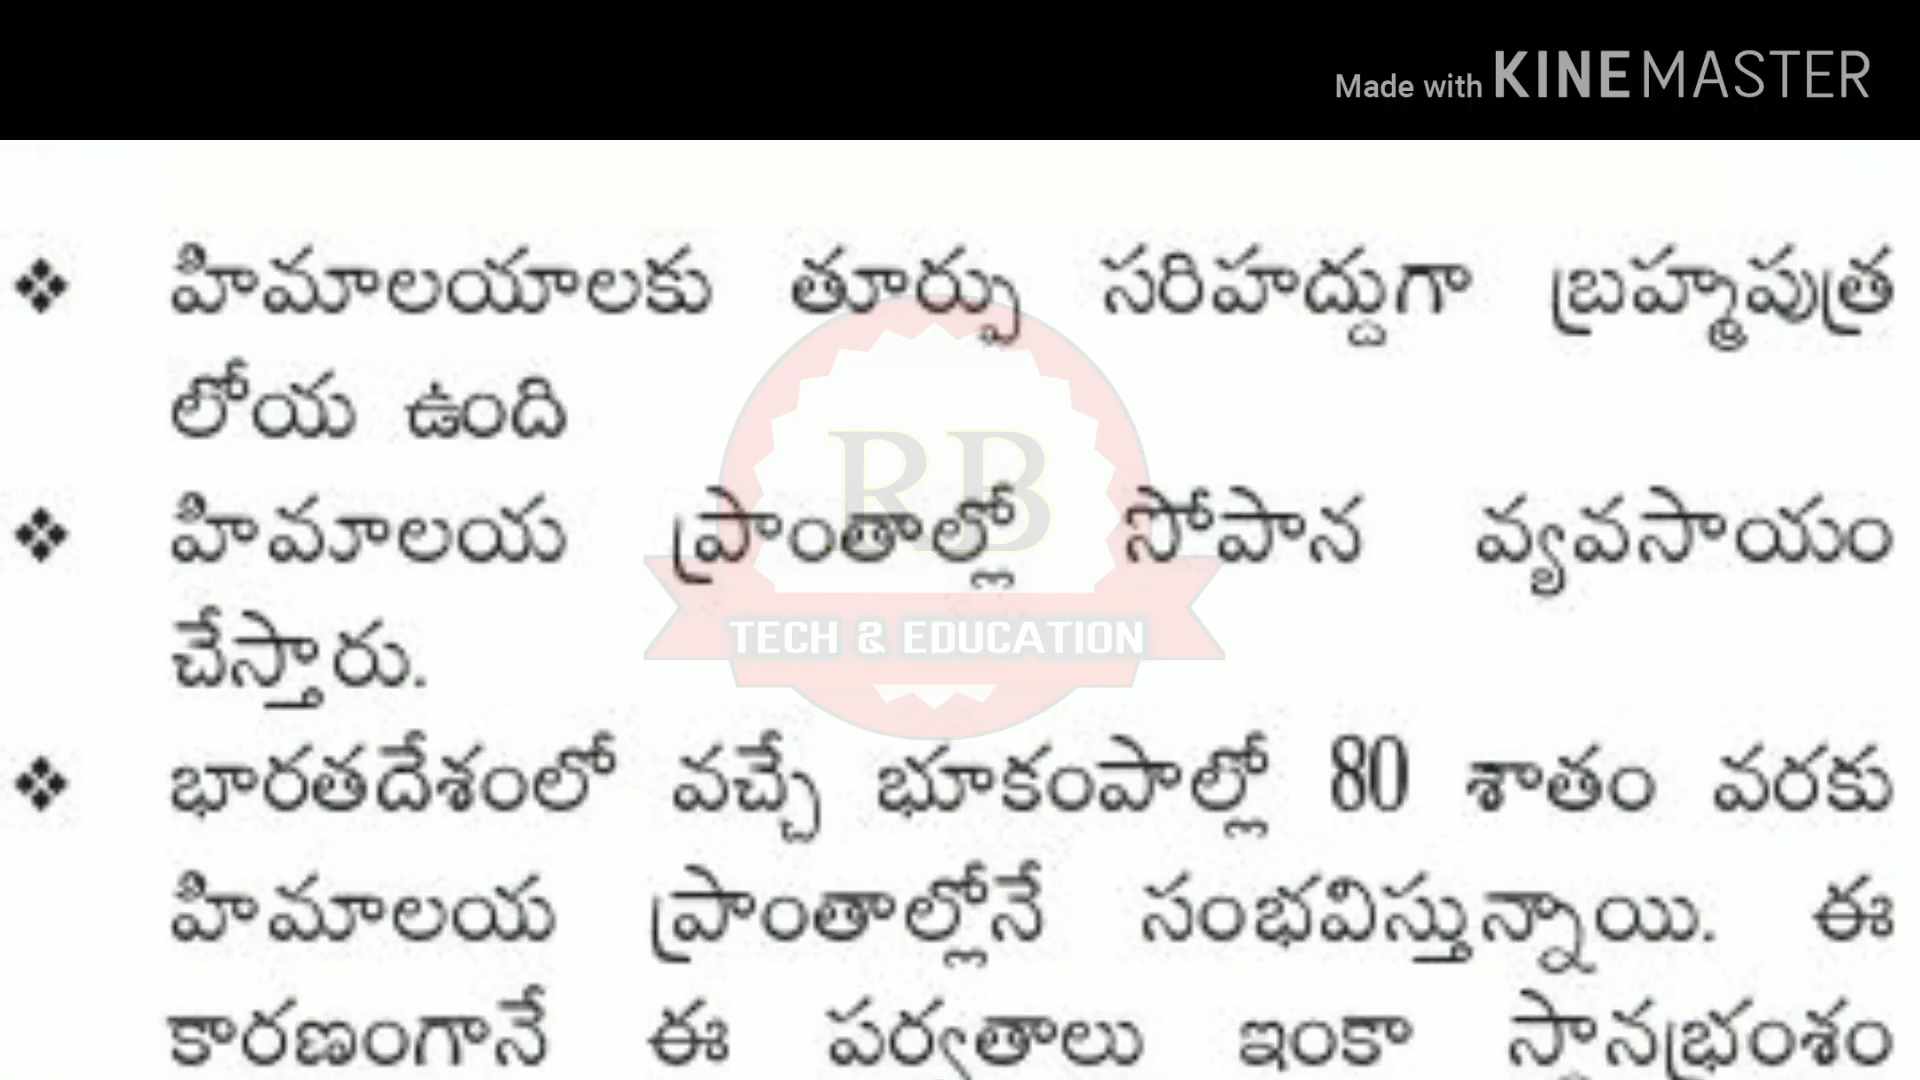 Made with KINEMASTER
❖ హిమాలయాలకు తూర్పు సరిహద్దుగా బ్రహ్మపుత్ర
లోయ ఉంది
❖ హిమాలయ ప్రాంతాల్లో సోపాన వ్యవసాయం
చేస్తారు.
❖ భారతదేశంలో వచ్చే భూకంపాల్లో 80 శాతం వరకు
హిమాలయ ప్రాంతాల్లోనే సంభవిస్తున్నాయి. ఈ
కారణంగానే ఈ పర్వతాలు ఇంకా స్థానభ్రంశం
RB
TECH & EDUCATION